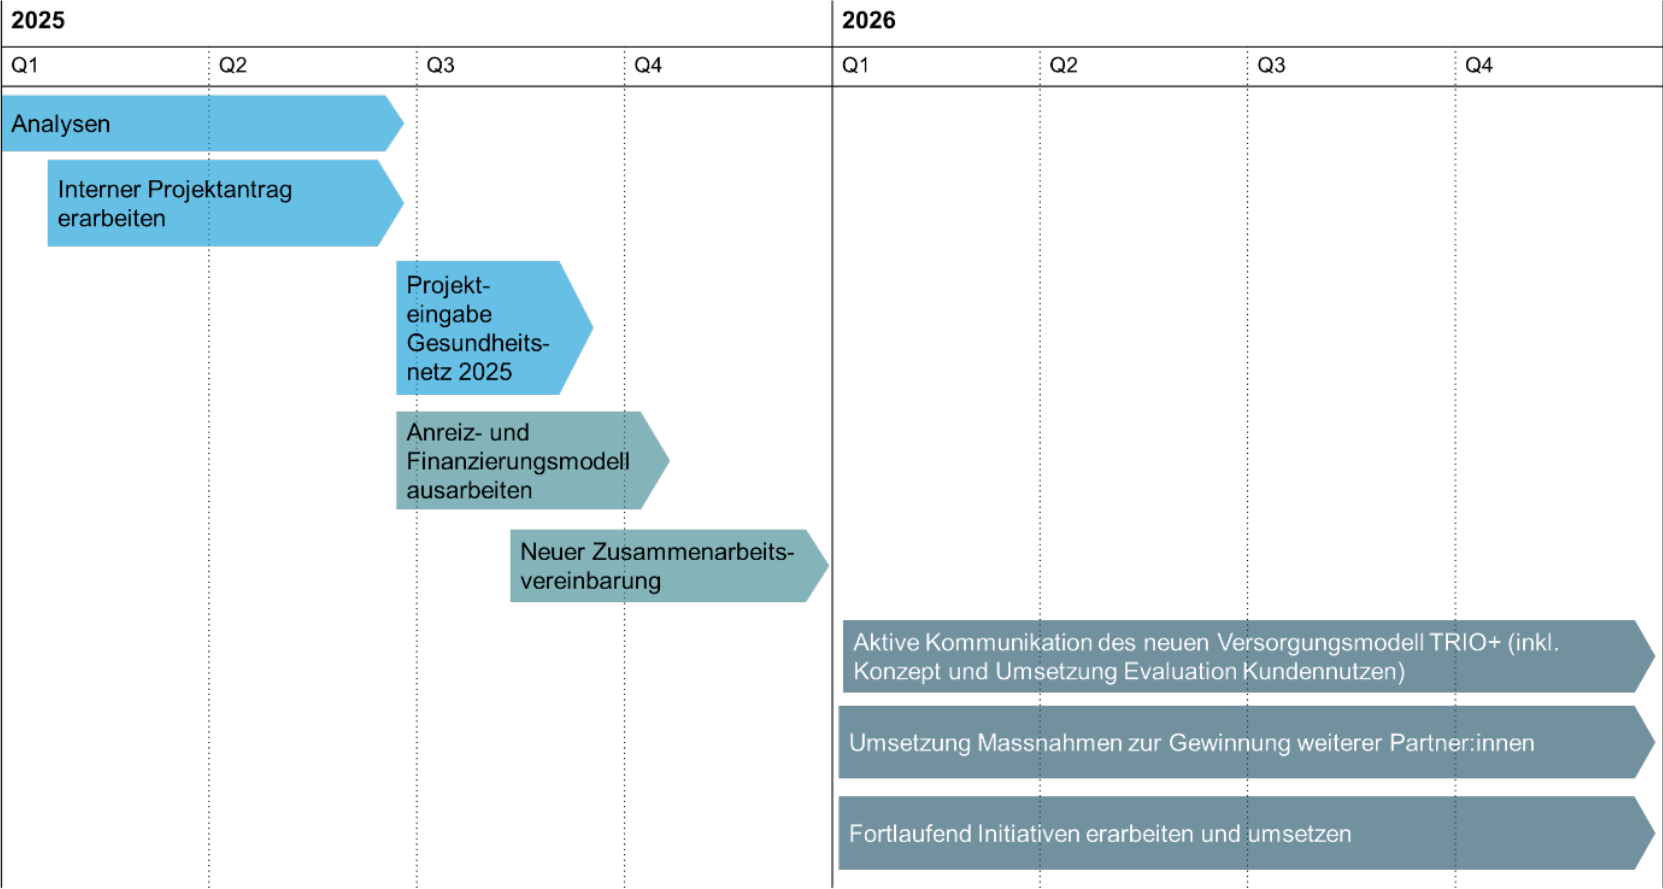 2025
2026
Q1
Q2
Q3
Q4
Q1
Q2
Q3
Q4
Analysen
Interner Projektantrag
erarbeiten
Projekt-
eingabe
Gesundheits-
netz 2025
Anreiz- und
Finanzierungsmodell
ausarbeiten
Neuer Zusammenarbeits-
vereinbarung
Aktive Kommunikation des neuen Versorgungsmodell TRIO+ (inkl.
Konzept und Umsetzung Evaluation Kundennutzen)
Umsetzung Massnahmen zur Gewinnung weiterer Partner:innen
Fortlaufend Initiativen erarbeiten und umsetzen